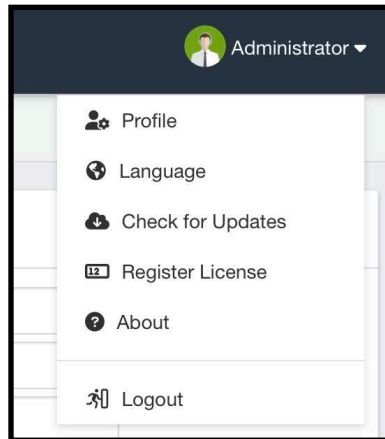 Administrator
Profile
Language
Check for Updates
Register License
About
Logout